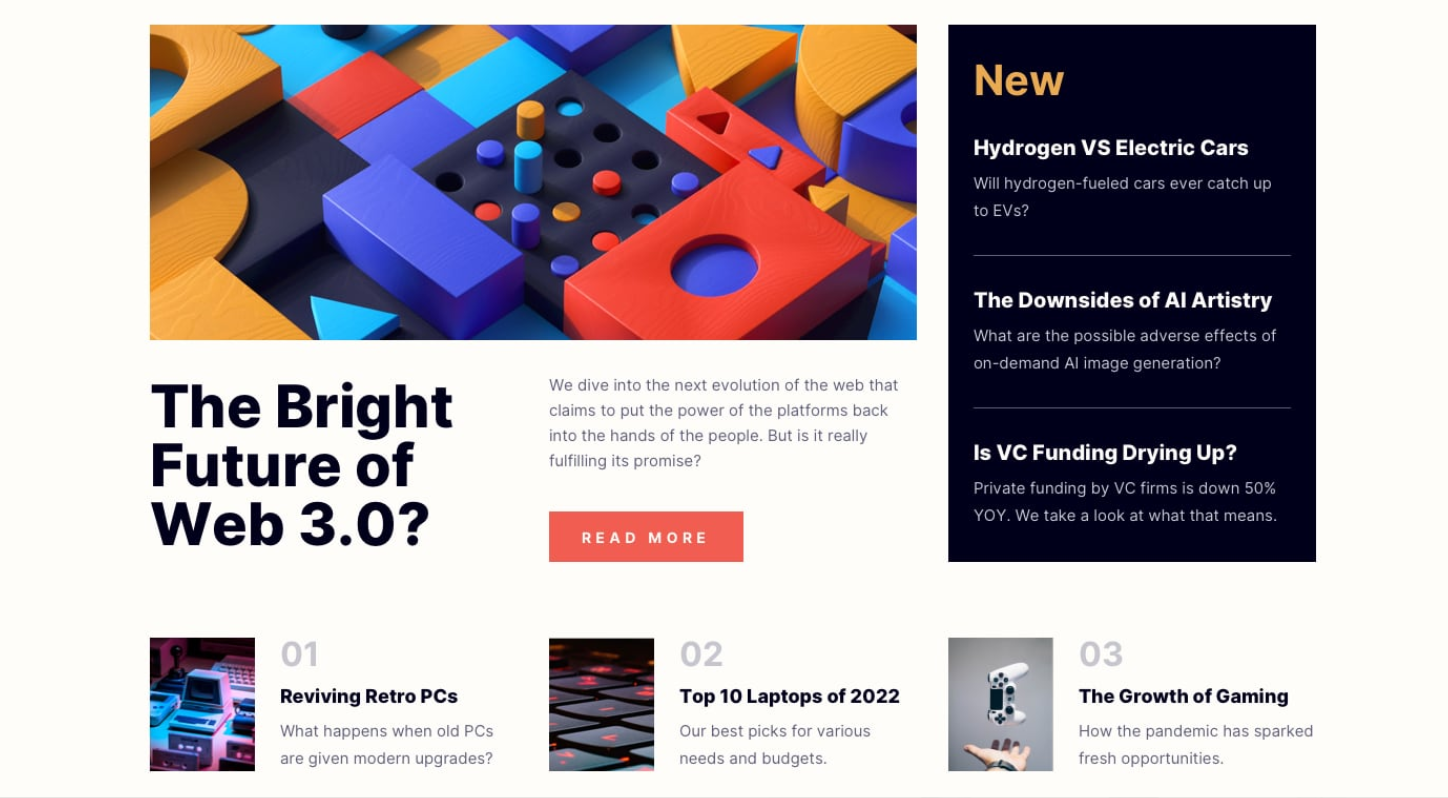 New
Hydrogen VS Electric Cars
Will hydrogen-fueled cars ever catch up
to EVs?
The Downsides of AI Artistry
What are the possible adverse effects of
on-demand AI image generation?
Is VC Funding Drying Up?
Private funding by VC firms is down 50%
YOY. We take a look at what that means.
The Bright
Future of
Web 3.0?
We dive into the next evolution of the web that
claims to put the power of the platforms back
into the hands of the people. But is it really
fulfilling its promise?
READ MORE
01
Reviving Retro PCs
What happens when old PCs
are given modern upgrades?
02
Top 10 Laptops of 2022
Our best picks for various
needs and budgets.
03
The Growth of Gaming
How the pandemic has sparked
fresh opportunities.